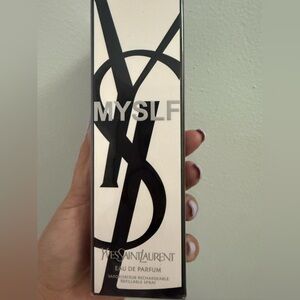 MYSLF
YVESSAINTLAURENT
EAU DE PARFUM
VAPORISATEUR RECHARGEABLE
REFILLABLE SPRAY